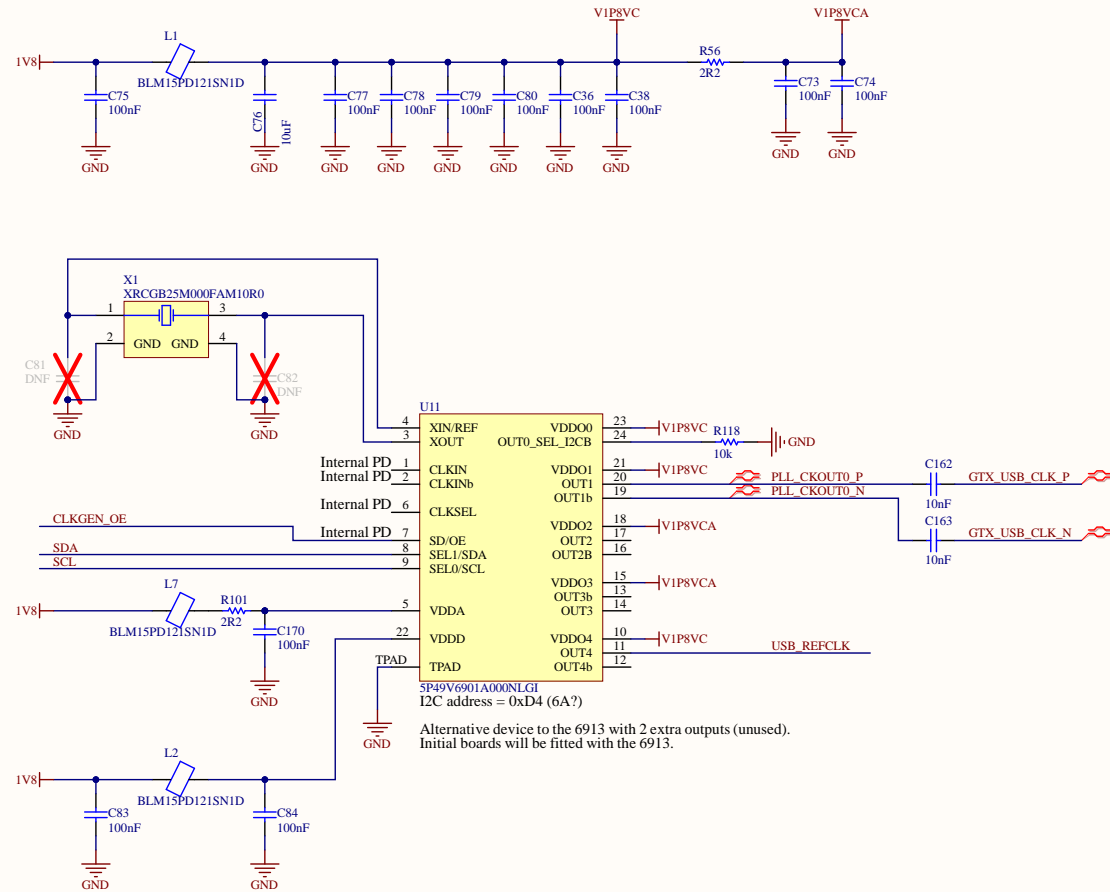 V1P8VC V1P8VCA
L1
1V8 R56
BLM15PD121SN1D 2R2
C75 C77 C78 C79 C80 C36 C38 C73 C74
100nF 100nF 100nF 100nF 100nF 100nF 100nF 100nF 100nF
C76
10uF
GND GND GND GND GND GND GND GND GND GND
X1
XRCGB25M000FAM10R0
1 3
2 GND GND 4
C81 C82
DNF DNF
GND GND
U11
4 XIN/REF VDDO0 23 V1P8VC
3 XOUT OUT0_SEL_I2CB 24 R118 GND
10k
Internal PD 1 CLKIN VDDO1 21 V1P8VC
Internal PD 2 CLKINb OUT1 20 PLL_CKOUT0_P C162 GTX_USB_CLK_P
10nF
OUT1b 19 PLL_CKOUT0_N
6 CLKSEL
VDDO2 18 V1P8VCA
CLKGEN_OE Internal PD 7 SD/OE OUT2 17 C163 GTX_USB_CLK_N
10nF
SDA 8 SEL1/SDA OUT2B 16
SCL 9 SEL0/SCL
VDDO3 15 V1P8VCA
OUT3b 13
1V8 L7 R101 5 VDDA OUT3 14
BLM15PD121SN1D 2R2
C170
100nF
GND
22 VDDD VDDO4 10 V1P8VC
OUT4 11 USB_REFCLK
TPAD TPAD OUT4b 12
5P49V6901A000NLGI
I2C address = 0xD4 (6A?)
GND
Alternative device to the 6913 with 2 extra outputs (unused).
Initial boards will be fitted with the 6913.
L2
1V8
BLM15PD121SN1D
C83 C84
100nF 100nF
GND GND